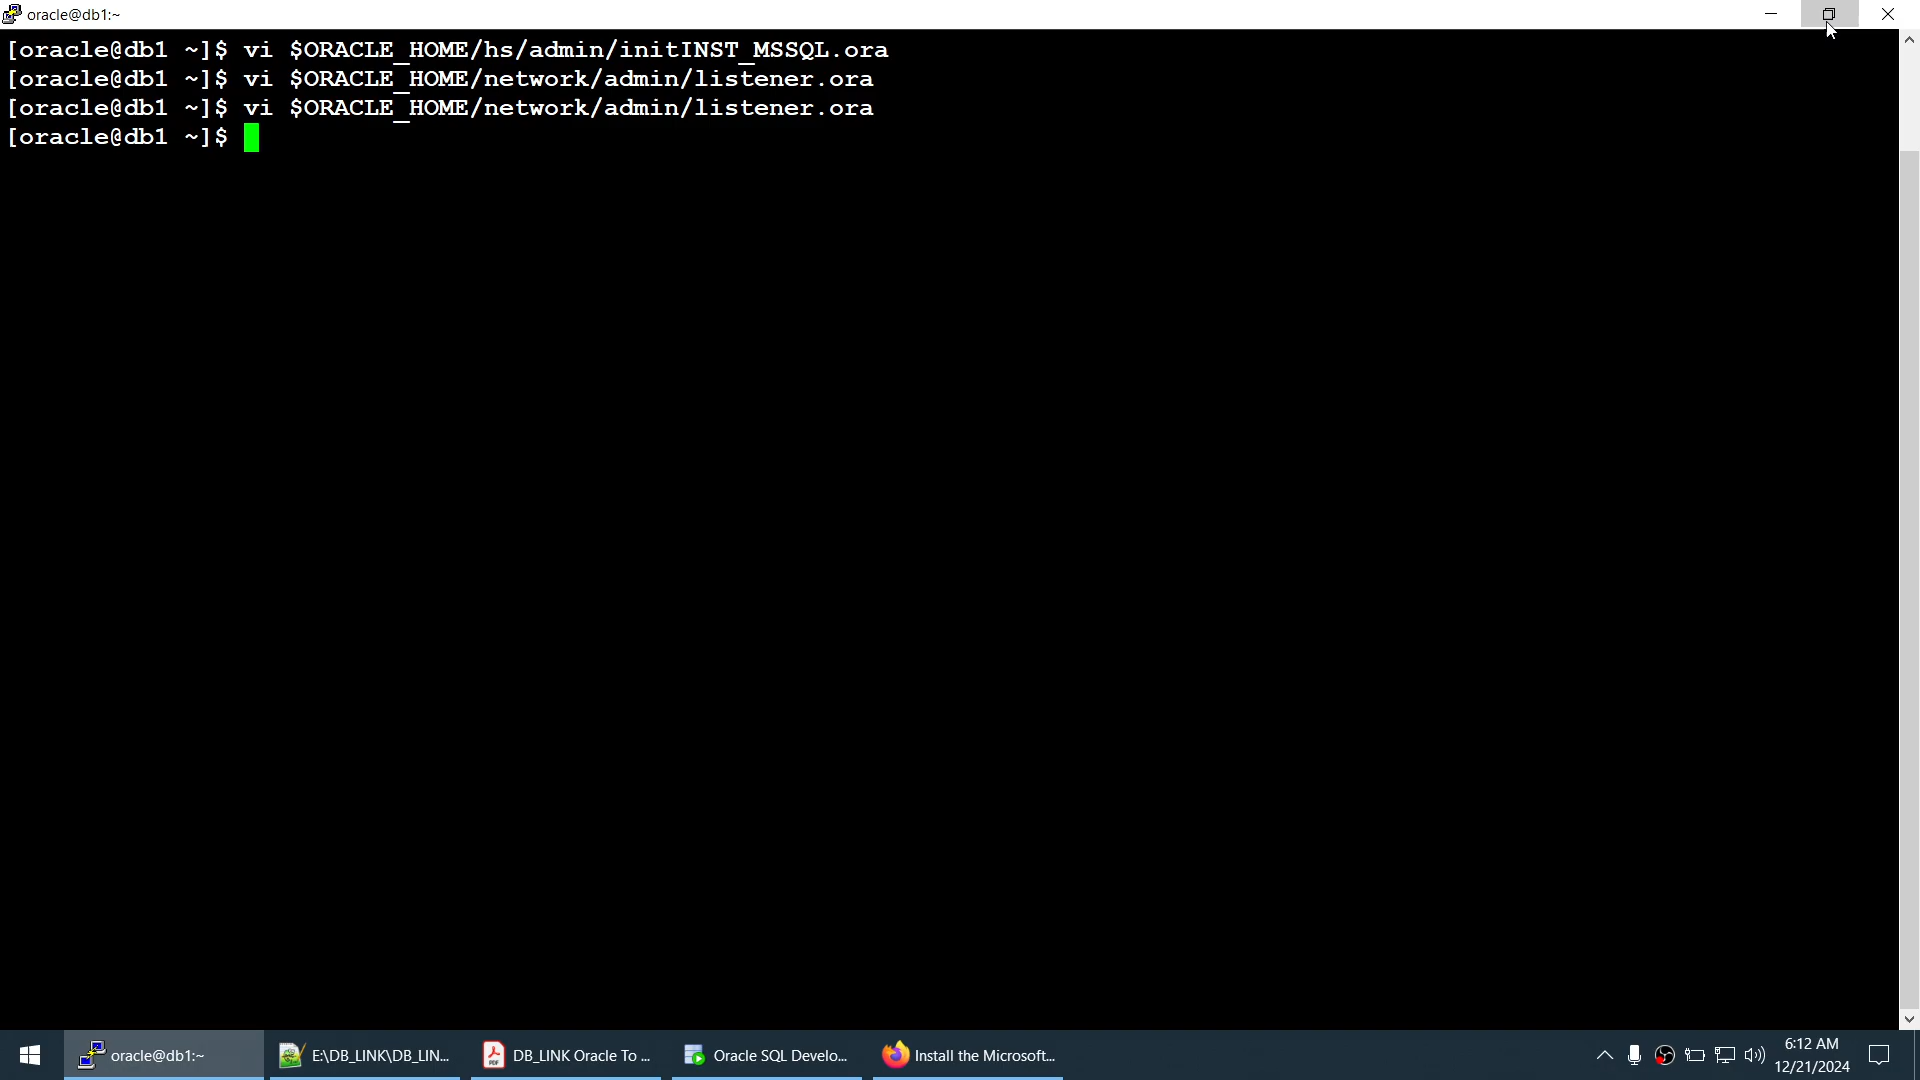 oracle@db1:~
[oracle@db1 ~]$ vi $ORACLE_HOME/hs/admin/initINST_MSSQL.ora
[oracle@db1 ~]$ vi $ORACLE_HOME/network/admin/listener.ora
[oracle@db1 ~]$ vi $ORACLE_HOME/network/admin/listener.ora
[oracle@db1 ~]$
oracle@db1:~
E:\DB_LINK\DB_LIN...
DB_LINK Oracle To ...
Oracle SQL Develo...
Install the Microsoft...
6:12 AM
12/21/2024